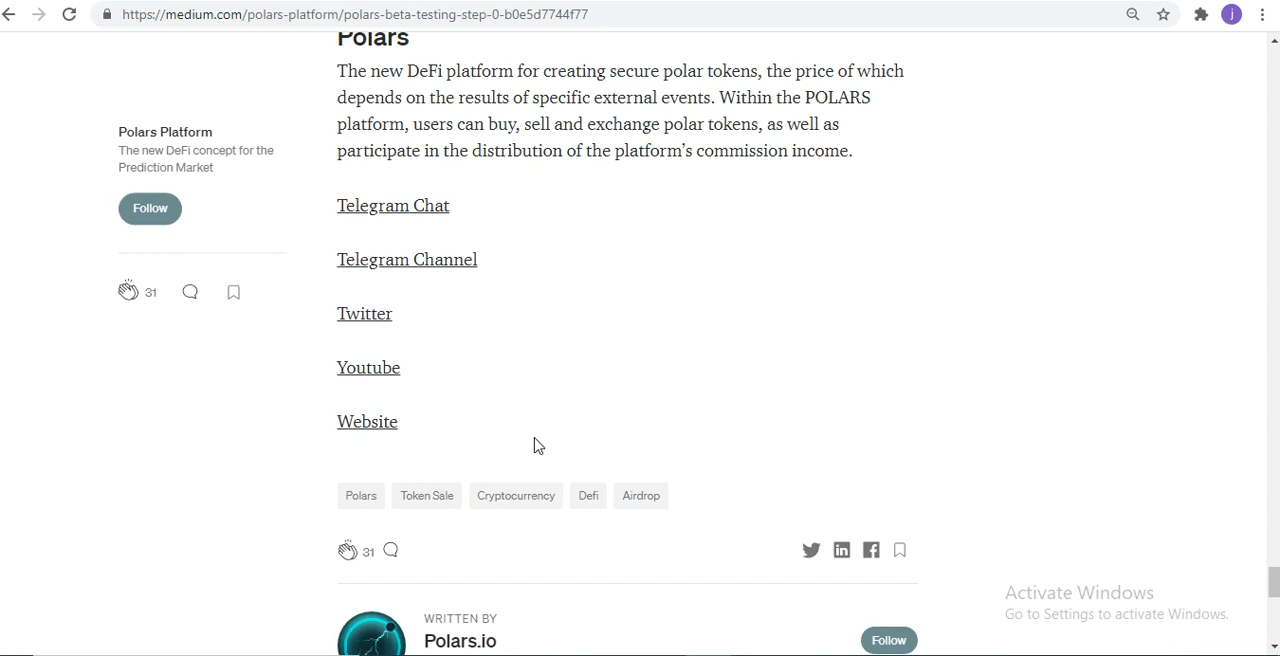 https://medium.com/polars-platform/polars-beta-testing-step-0-b0e5d7744f77
j
Polars
The new DeFi platform for creating secure polar tokens, the price of which
depends on the results of specific external events. Within the POLARS
platform, users can buy, sell and exchange polar tokens, as well as
participate in the distribution of the platform’s commission income.
Polars Platform
The new DeFi concept for the
Prediction Market
Follow
31
Telegram Chat
Telegram Channel
Twitter
Youtube
Website
Polars Token Sale Cryptocurrency Defi Airdrop
31
WRITTEN BY
Polars.io
Follow
Activate Windows
Go to Settings to activate Windows.